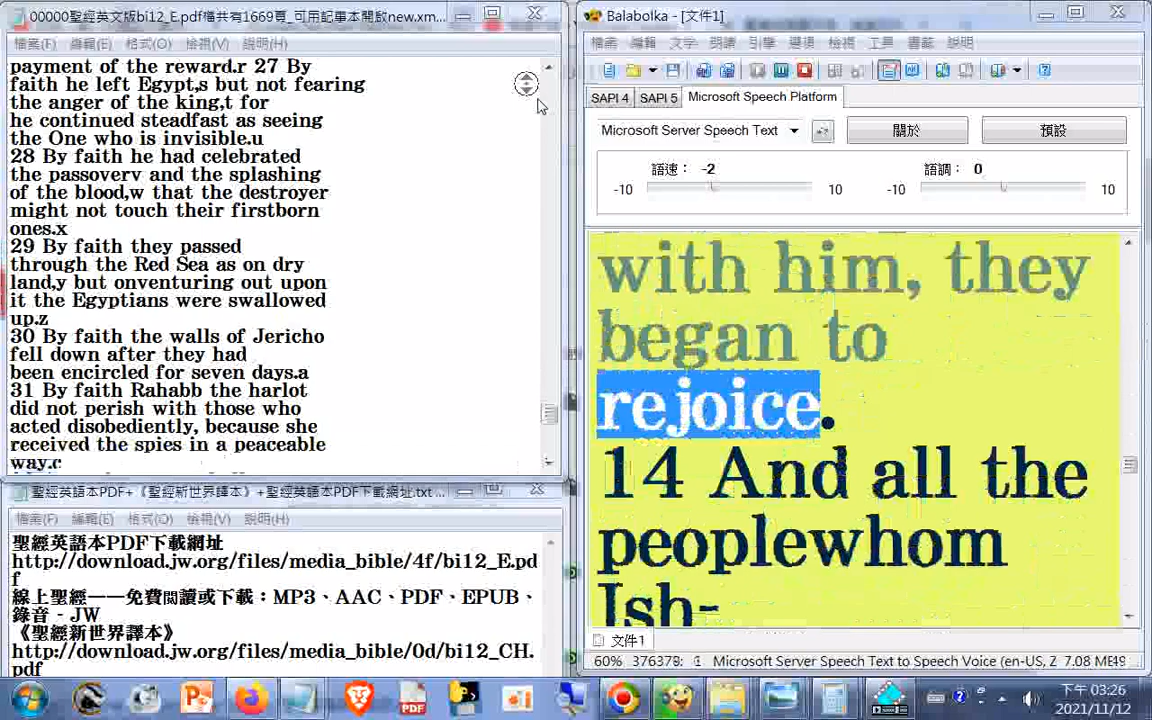 00000聖經英文版bi12_E.pdf檔共有1669頁_可用記事本開啟new.xm...
檔案(F) 編輯(E) 格式(O) 檢視(V) 說明(H)
payment of the reward.r 27 By
faith he left Egypt,s but not fearing
the anger of the king,t for
he continued steadfast as seeing
the One who is invisible.u
28 By faith he had celebrated
the passoverv and the splashing
of the blood,w that the destroyer
might not touch their firstborn
ones.x
29 By faith they passed
through the Red Sea as on dry
land,y but onventuring out upon
it the Egyptians were swallowed
up.z
30 By faith the walls of Jericho
fell down after they had
been encircled for seven days.a
31 By faith Rahabb the harlot
did not perish with those who
acted disobediently, because she
received the spies in a peaceable
way.c
聖經英語本PDF+《聖經新世界譯本》+聖經英語本PDF下載網址.txt ...
檔案(F) 編輯(E) 格式(O) 檢視(V) 說明(H)
聖經英語本PDF下載網址
http://download.jw.org/files/media_bible/4f/bi12_E.pd
f
線上聖經——免費閱讀或下載：MP3、AAC、PDF、EPUB、
錄音 - JW
《聖經新世界譯本》
http://download.jw.org/files/media_bible/0d/bi12_CH.
pdf
Balabolka - [文件1]
檔案 編輯 文字 朗讀 引擎 選項 檢視 工具 書籤 說明
SAPI 4 SAPI 5 Microsoft Speech Platform
Microsoft Server Speech Text 關於 預設
語速： -2 語調： 0
-10 10 -10 10
with him, they
began to
rejoice.
14 And all the
peoplewhom
Ish-
文件1
60% 376379: 1 Microsoft Server Speech Text to Speech Voice (en-US, Z 7.08 ME49
下午 03:26
2021/11/12